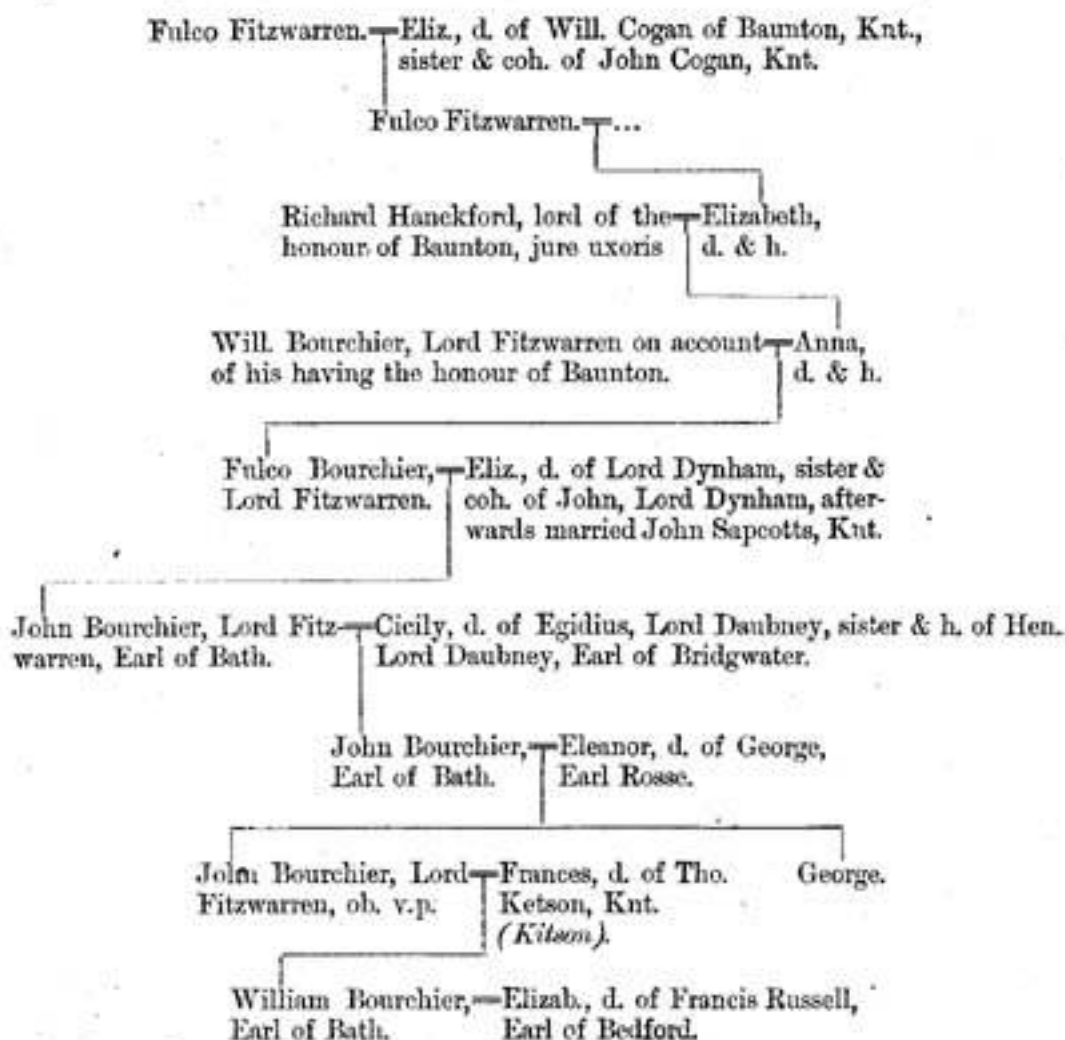 Fulco Fitzwarren. Eliz., d. of Will. Cogan of Baunton, Knt.,
sister & coh. of John Cogan, Knt.
Fulco Fitzwarren. ...
Richard Hanckford, lord of the Elizabeth,
honour of Baunton, jure uxoris d. & h.
Will. Bourchier, Lord Fitzwarren on account Anna,
of his having the honour of Baunton. d. & h.
Fulco Bourchier, Eliz., d. of Lord Dynham, sister &
Lord Fitzwarren. coh. of John, Lord Dynham, after-
wards married John Sapcotts, Knt.
John Bourchier, Lord Fitz- Cicily, d. of Egidius, Lord Daubney, sister & h. of Hen.
warren, Earl of Bath. Lord Daubney, Earl of Bridgwater.
John Bourchier, Eleanor, d. of George,
Earl of Bath. Earl Rosse.
John Bourchier, Lord Frances, d. of Tho. George.
Fitzwarren, ob. v.p. Ketson, Knt.
(Kitson).
William Bourchier, Elizab., d. of Francis Russell,
Earl of Bath. Earl of Bedford.